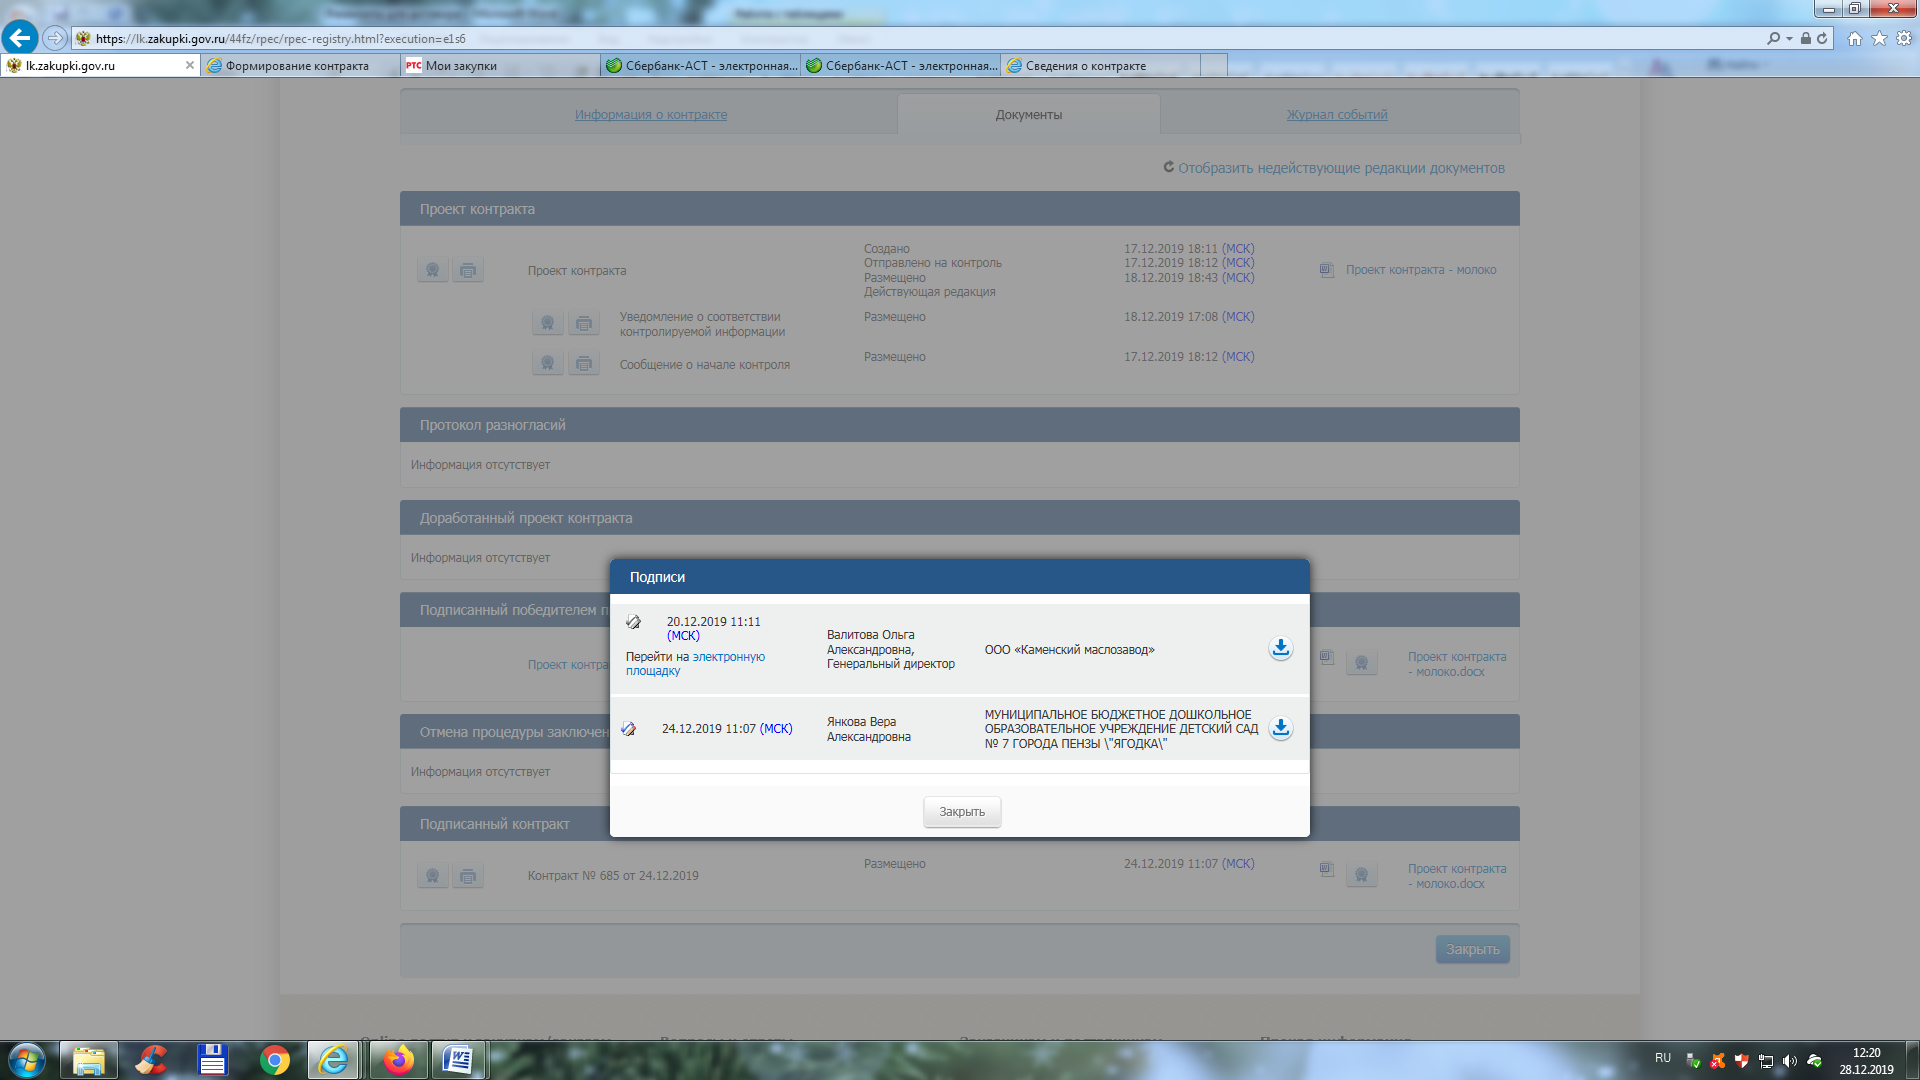 https://lk.zakupki.gov.ru/44fz/rpec/rpec-registry.html?execution=e1s6
lk.zakupki.gov.ru
Формирование контракта
РТС Мои закупки
Сбербанк-АСТ - электронная...
Сбербанк-АСТ - электронная...
Сведения о контракте
Информация о контракте
Документы
Журнал событий
Отобразить недействующие редакции документов
Проект контракта
Проект контракта
Создано 17.12.2019 18:11 (МСК)
Отправлено на контроль 17.12.2019 18:12 (МСК)
Размещено 18.12.2019 18:43 (МСК)
Действующая редакция
Проект контракта - молоко
Уведомление о соответствии
контролируемой информации
Размещено 18.12.2019 17:08 (МСК)
Сообщение о начале контроля
Размещено 17.12.2019 18:12 (МСК)
Протокол разногласий
Информация отсутствует
Доработанный проект контракта
Информация отсутствует
Подписанный победителем п
Проект контра
Проект контракта
- молоко.docx
Отмена процедуры заключен
Информация отсутствует
Подписи
20.12.2019 11:11
(МСК)
Перейти на электронную
площадку
Валитова Ольга
Александровна,
Генеральный директор
ООО «Каменский маслозавод»
24.12.2019 11:07 (МСК)
Янкова Вера
Александровна
МУНИЦИПАЛЬНОЕ БЮДЖЕТНОЕ ДОШКОЛЬНОЕ
ОБРАЗОВАТЕЛЬНОЕ УЧРЕЖДЕНИЕ ДЕТСКИЙ САД
№ 7 ГОРОДА ПЕНЗЫ \"ЯГОДКА\"
Закрыть
Подписанный контракт
Контракт № 685 от 24.12.2019
Размещено 24.12.2019 11:07 (МСК)
Проект контракта
- молоко.docx
Закрыть
RU
12:20
28.12.2019